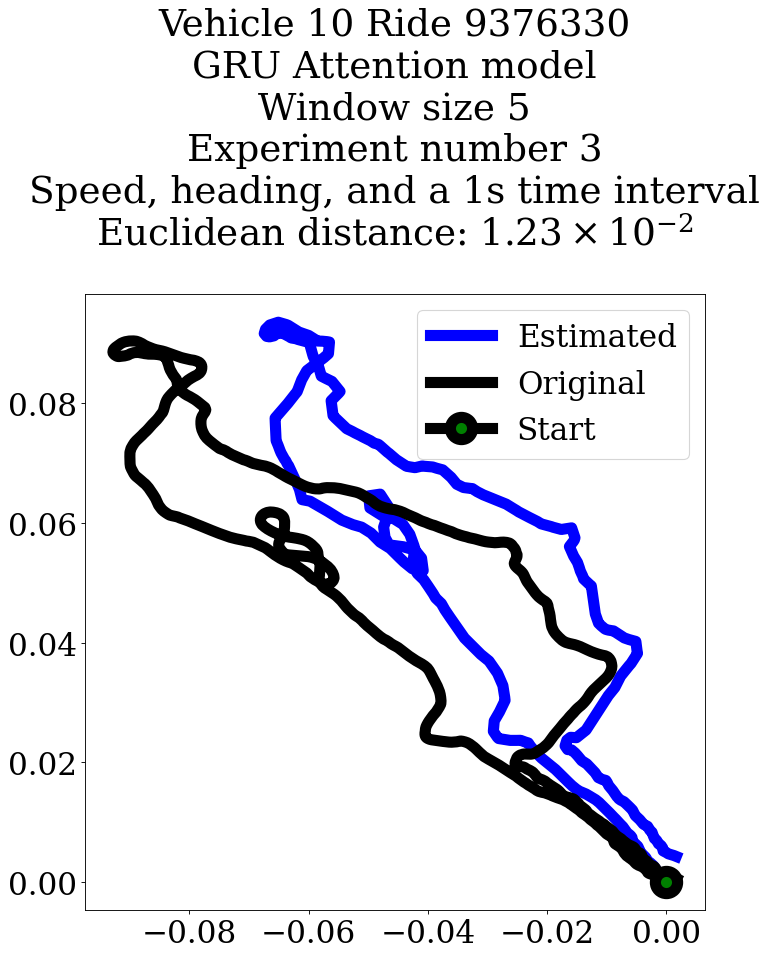 Vehicle 10 Ride 9376330
GRU Attention model
Window size 5
Experiment number 3
Speed, heading, and a 1s time interval
Euclidean distance: 1.23 × 10⁻²
Estimated
Original
Start
0.08
0.06
0.04
0.02
0.00
−0.08 −0.06 −0.04 −0.02 0.00